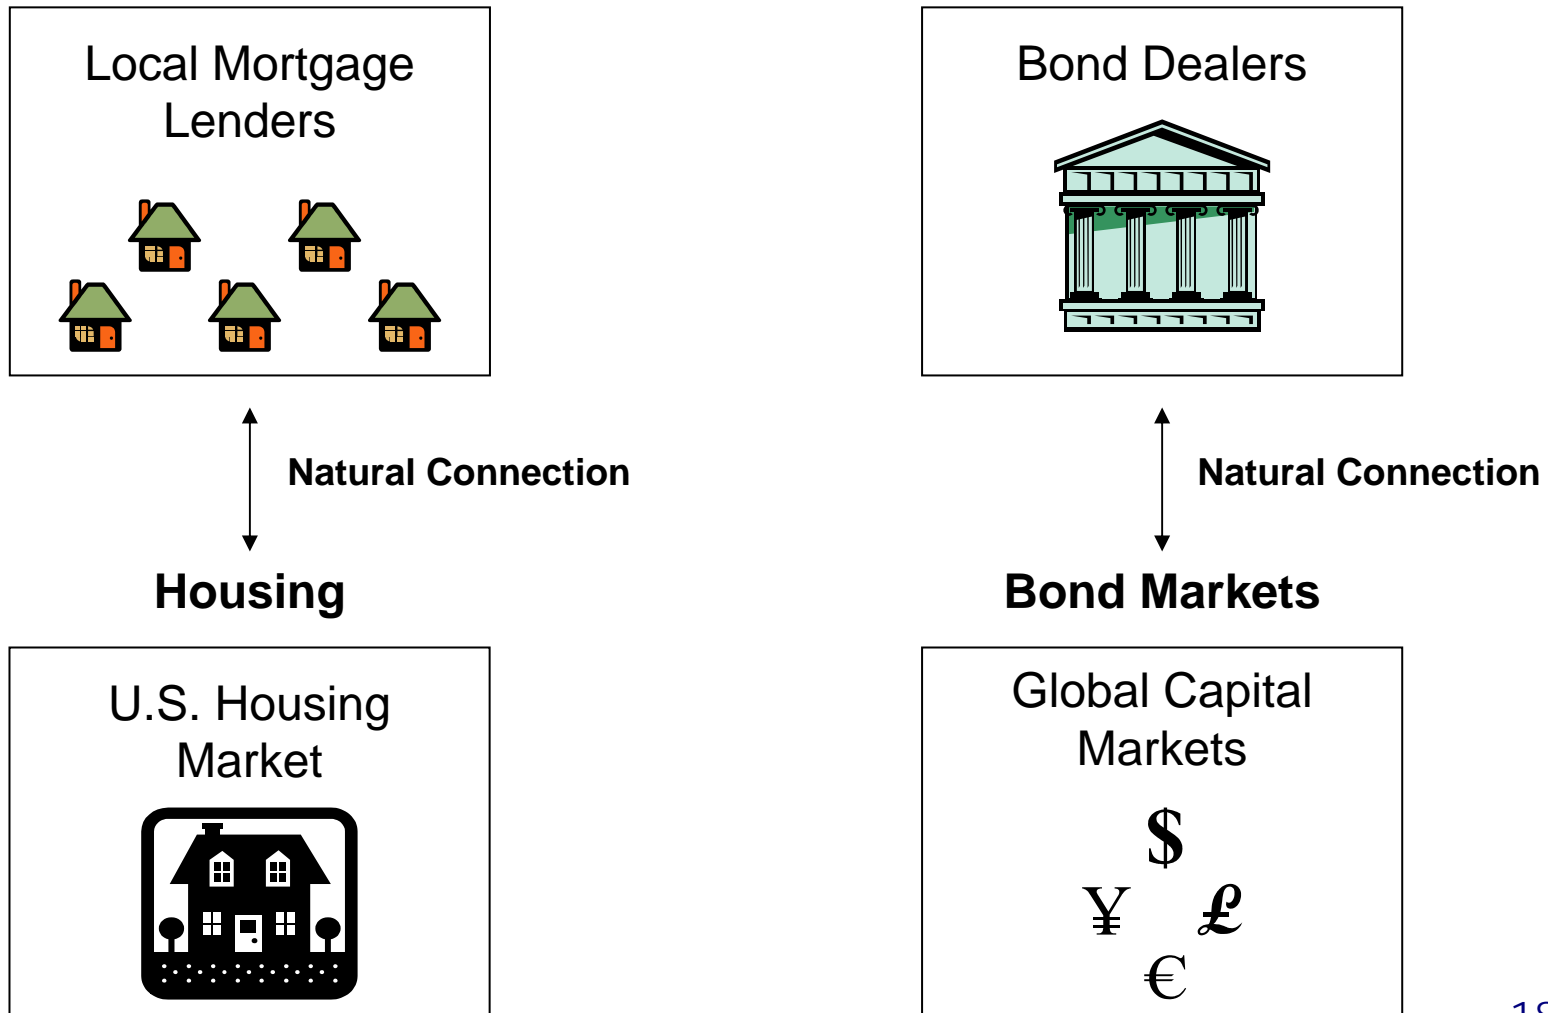 Local Mortgage
Lenders
Bond Dealers
Natural Connection
Natural Connection
Housing
Bond Markets
U.S. Housing
Market
Global Capital
Markets
$
¥ £
€